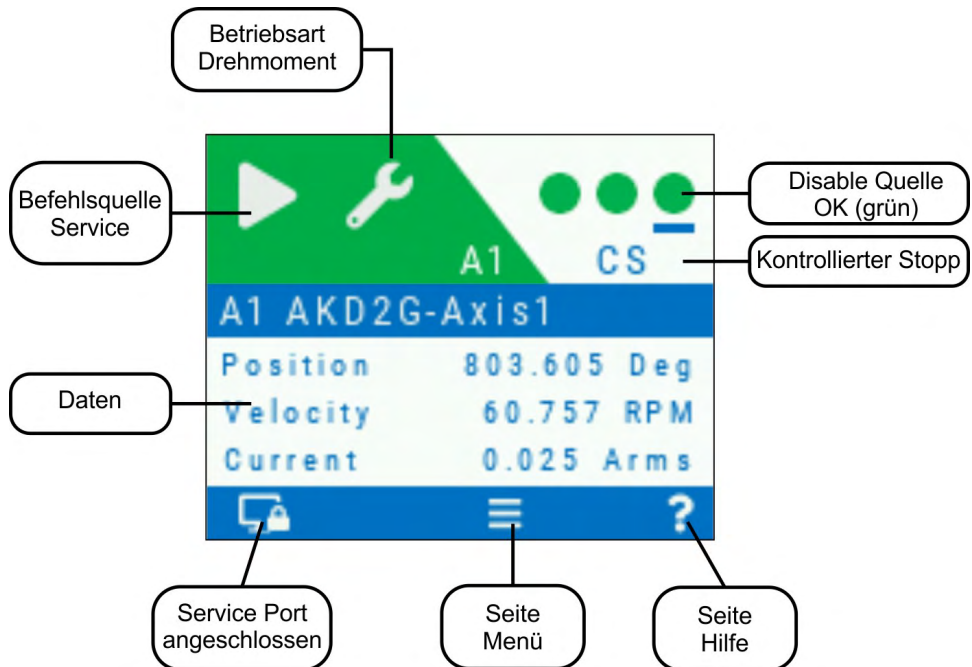 Betriebsart
Drehmoment
Befehlsquelle
Service
Disable Quelle
OK (grün)
A1
CS
Kontrollierter Stopp
A1 AKD2G-Axis1
Position 803.605 Deg
Daten
Velocity 60.757 RPM
Current 0.025 Arms
?
Service Port
angeschlossen
Seite
Menü
Seite
Hilfe